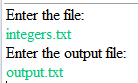 Enter the file:
integers.txt
Enter the output file:
output.txt